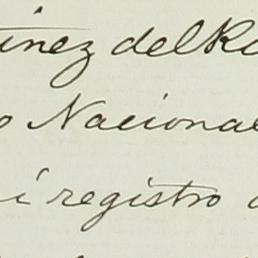 ínez del R
o Nacional
i registro